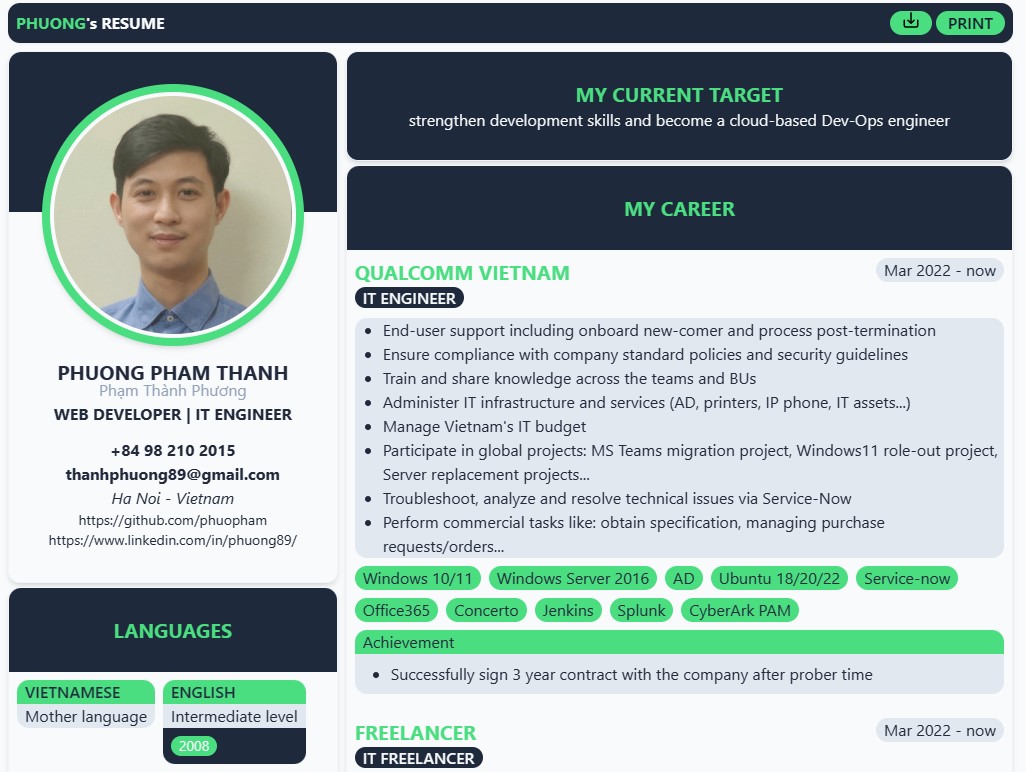 PHUONG's RESUME
PRINT
PHUONG PHAM THANH
Phạm Thành Phương
WEB DEVELOPER | IT ENGINEER
+84 98 210 2015
thanhphuong89@gmail.com
Ha Noi - Vietnam
https://github.com/phuopham
https://www.linkedin.com/in/phuong89/
LANGUAGES
VIETNAMESE
Mother language
ENGLISH
Intermediate level
2008
MY CURRENT TARGET
strengthen development skills and become a cloud-based Dev-Ops engineer
MY CAREER
QUALCOMM VIETNAM
Mar 2022 - now
IT ENGINEER
• End-user support including onboard new-comer and process post-termination
• Ensure compliance with company standard policies and security guidelines
• Train and share knowledge across the teams and BUs
• Administer IT infrastructure and services (AD, printers, IP phone, IT assets...)
• Manage Vietnam's IT budget
• Participate in global projects: MS Teams migration project, Windows11 role-out project,
Server replacement projects...
• Troubleshoot, analyze and resolve technical issues via Service-Now
• Perform commercial tasks like: obtain specification, managing purchase
requests/orders...
Windows 10/11 Windows Server 2016 AD Ubuntu 18/20/22 Service-now
Office365 Concerto Jenkins Splunk CyberArk PAM
Achievement
• Successfully sign 3 year contract with the company after prober time
FREELANCER
Mar 2022 - now
IT FREELANCER